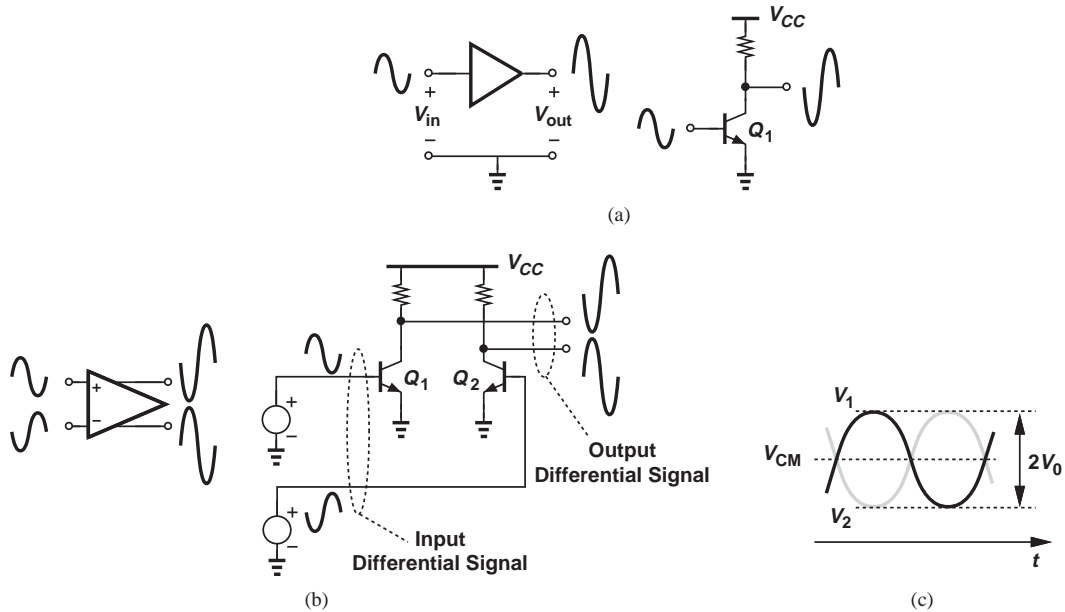 V_CC
+ +
V_in V_out
− −
Q_1
(a)
V_CC
+
−
Q_1 Q_2
+
−
Output
Differential Signal
+
−
Input
Differential Signal
(b)
V_1
V_CM
2V_0
V_2
t
(c)